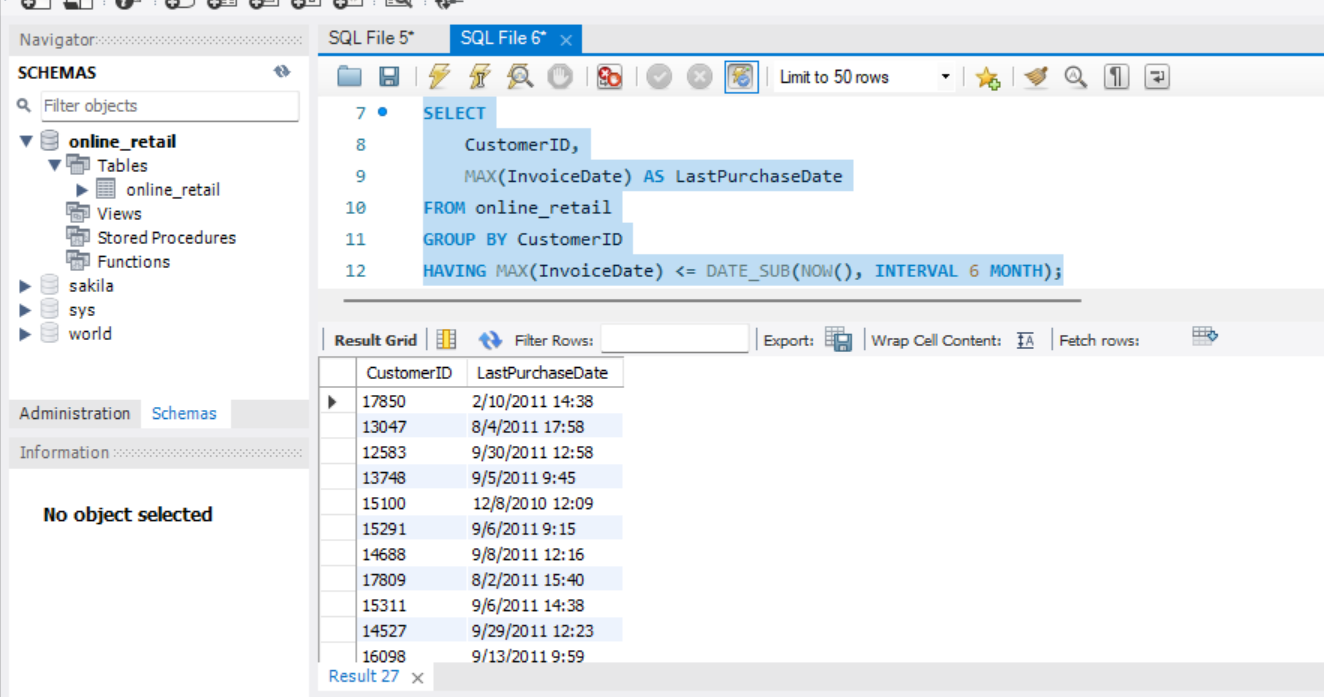 Navigator
SQL File 5*
SQL File 6*
SCHEMAS
Limit to 50 rows
Filter objects
online_retail
Tables
online_retail
Views
Stored Procedures
Functions
sakila
sys
world
7 SELECT
8 CustomerID,
9 MAX(InvoiceDate) AS LastPurchaseDate
10 FROM online_retail
11 GROUP BY CustomerID
12 HAVING MAX(InvoiceDate) <= DATE_SUB(NOW(), INTERVAL 6 MONTH);
Administration Schemas
Information
No object selected
Result Grid Filter Rows: Export: Wrap Cell Content: Fetch rows:
CustomerID LastPurchaseDate
17850 2/10/2011 14:38
13047 8/4/2011 17:58
12583 9/30/2011 12:58
13748 9/5/2011 9:45
15100 12/8/2010 12:09
15291 9/6/2011 9:15
14688 9/8/2011 12:16
17809 8/2/2011 15:40
15311 9/6/2011 14:38
14527 9/29/2011 12:23
16098 9/13/2011 9:59
Result 27